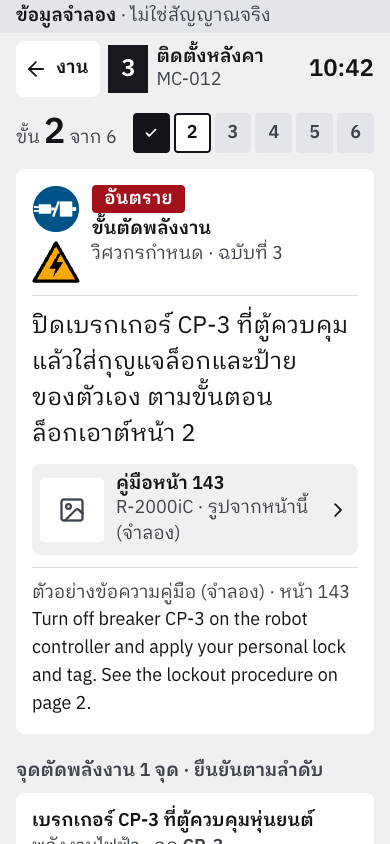 ข้อมูลจำลอง · ไม่ใช่สัญญาณจริง
งาน
3
ติดตั้งหลังคา
MC-012
10:42
ขั้น 2 จาก 6
2
3
4
5
6
อันตราย
ขั้นตัดพลังงาน
วิศวกรกำหนด · ฉบับที่ 3
ปิดเบรกเกอร์ CP-3 ที่ตู้ควบคุม
แล้วใส่กุญแจล็อกและป้าย
ของตัวเอง ตามขั้นตอน
ล็อกเอาต์หน้า 2
คู่มือหน้า 143
R-2000iC · รูปจากหน้านี้
(จำลอง)
ตัวอย่างข้อความคู่มือ (จำลอง) · หน้า 143
Turn off breaker CP-3 on the robot
controller and apply your personal lock
and tag. See the lockout procedure on
page 2.
จุดตัดพลังงาน 1 จุด · ยืนยันตามลำดับ
เบรกเกอร์ CP-3 ที่ตู้ควบคุมหุ่นยนต์